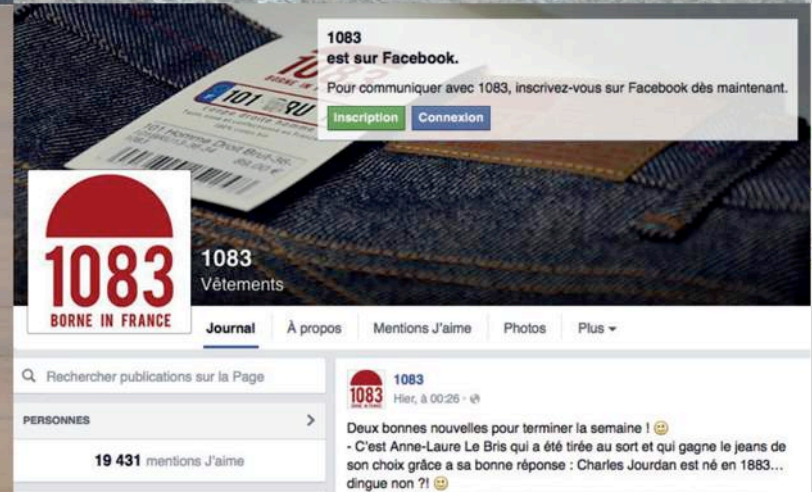 1083
est sur Facebook.
Pour communiquer avec 1083, inscrivez-vous sur Facebook dès maintenant.
Inscription Connexion
1083
BORNE IN FRANCE
1083
Vêtements
Journal À propos Mentions J'aime Photos Plus
Rechercher publications sur la Page
PERSONNES
19 431 mentions J'aime
1083
BORNE IN FRANCE
1083
Hier, à 00:26
Deux bonnes nouvelles pour terminer la semaine !
- C'est Anne-Laure Le Bris qui a été tirée au sort et qui gagne le jeans de
son choix grâce a sa bonne réponse : Charles Jourdan est né en 1883...
dingue non ?!